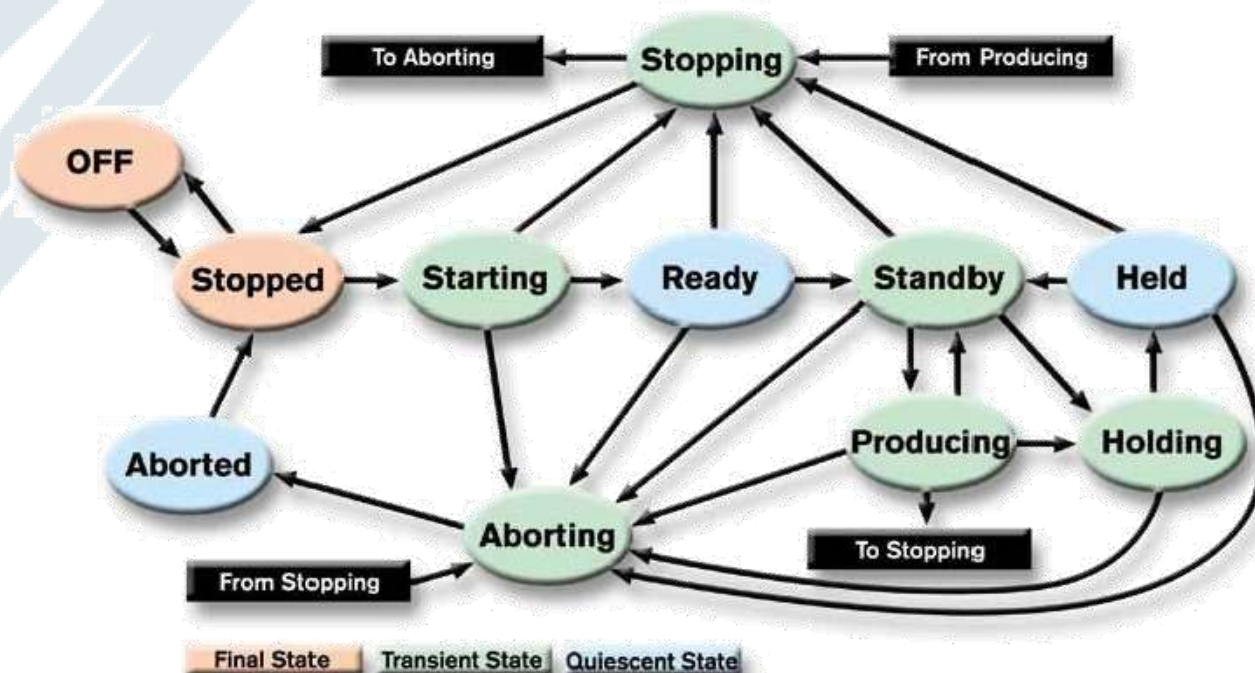 To Aborting
Stopping
From Producing
OFF
Stopped
Starting
Ready
Standby
Held
Aborted
Producing
Holding
Aborting
To Stopping
From Stopping
Final State
Transient State
Quiescent State